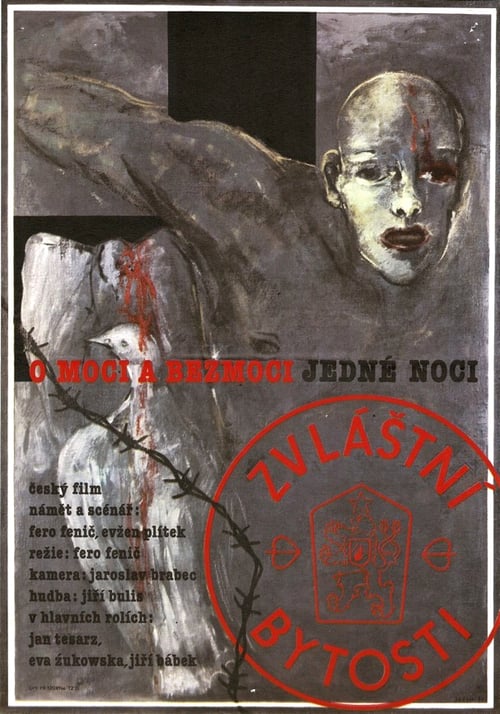 O MOCI A BEZMOCI JEDNÉ NOCI
ZVLÁŠTNÍ
BYTOSTI
český film
námět a scénář:
fero fenič, evžen plítek
režie: fero fenič
kamera: jaroslav brabec
hudba: jiří bulis
v hlavních rolích:
jan tesarz,
eva żukowska, jiří bábek